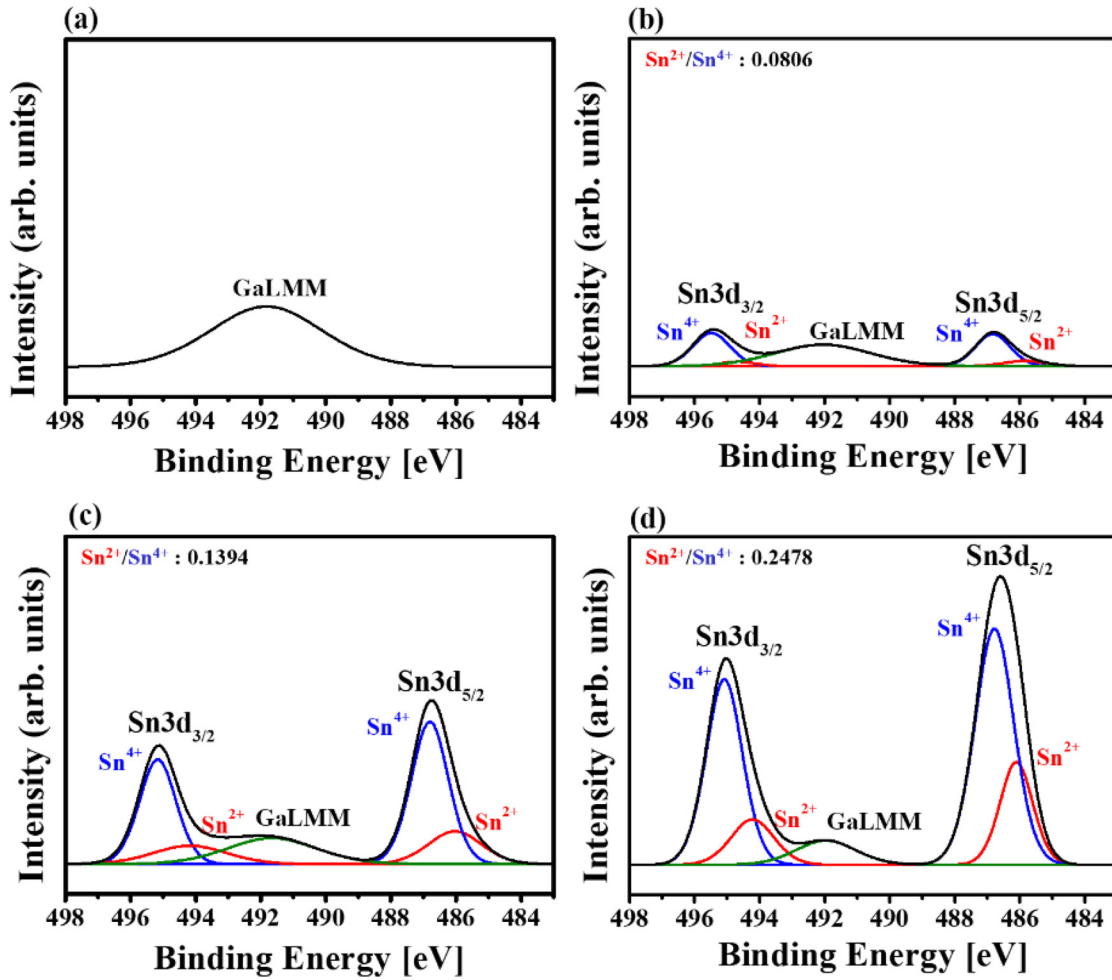 (a)
GaLMM
Intensity (arb. units)
498 496 494 492 490 488 486 484
Binding Energy [eV]
(b)
Sn²⁺/Sn⁴⁺ : 0.0806
Sn3d₃/₂
Sn⁴⁺
Sn²⁺
GaLMM
Sn3d₅/₂
Sn⁴⁺
Sn²⁺
Intensity (arb. units)
498 496 494 492 490 488 486 484
Binding Energy [eV]
(c)
Sn²⁺/Sn⁴⁺ : 0.1394
Sn3d₃/₂
Sn⁴⁺
Sn²⁺
GaLMM
Sn3d₅/₂
Sn⁴⁺
Sn²⁺
Intensity (arb. units)
498 496 494 492 490 488 486 484
Binding Energy [eV]
(d)
Sn²⁺/Sn⁴⁺ : 0.2478
Sn3d₃/₂
Sn⁴⁺
Sn²⁺
GaLMM
Sn3d₅/₂
Sn⁴⁺
Sn²⁺
Intensity (arb. units)
498 496 494 492 490 488 486 484
Binding Energy [eV]